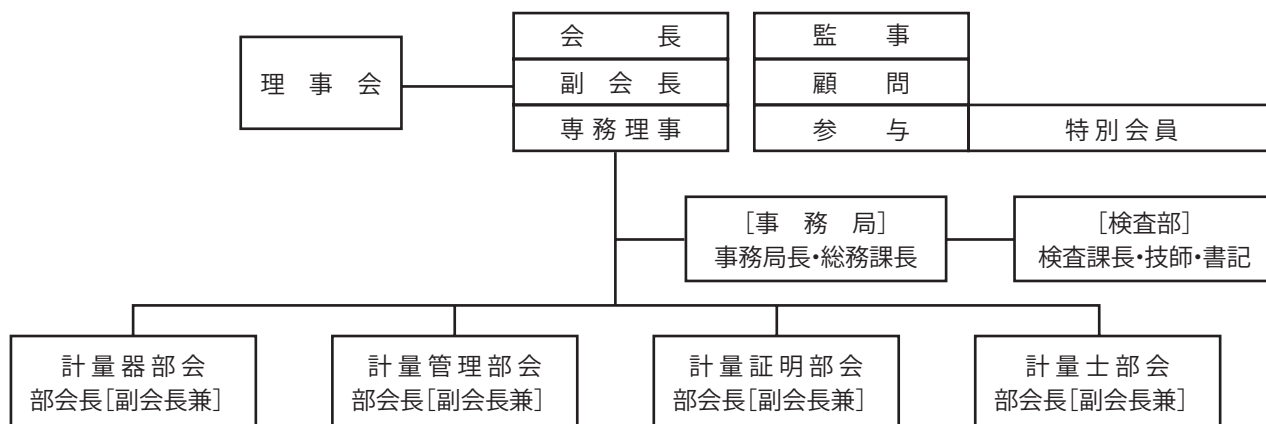 理事会
会長
副会長
専務理事
監事
顧問
参与
特別会員
[事務局]
事務局長・総務課長
[検査部]
検査課長・技師・書記
計量器部会
部会長[副会長兼]
計量管理部会
部会長[副会長兼]
計量証明部会
部会長[副会長兼]
計量士部会
部会長[副会長兼]